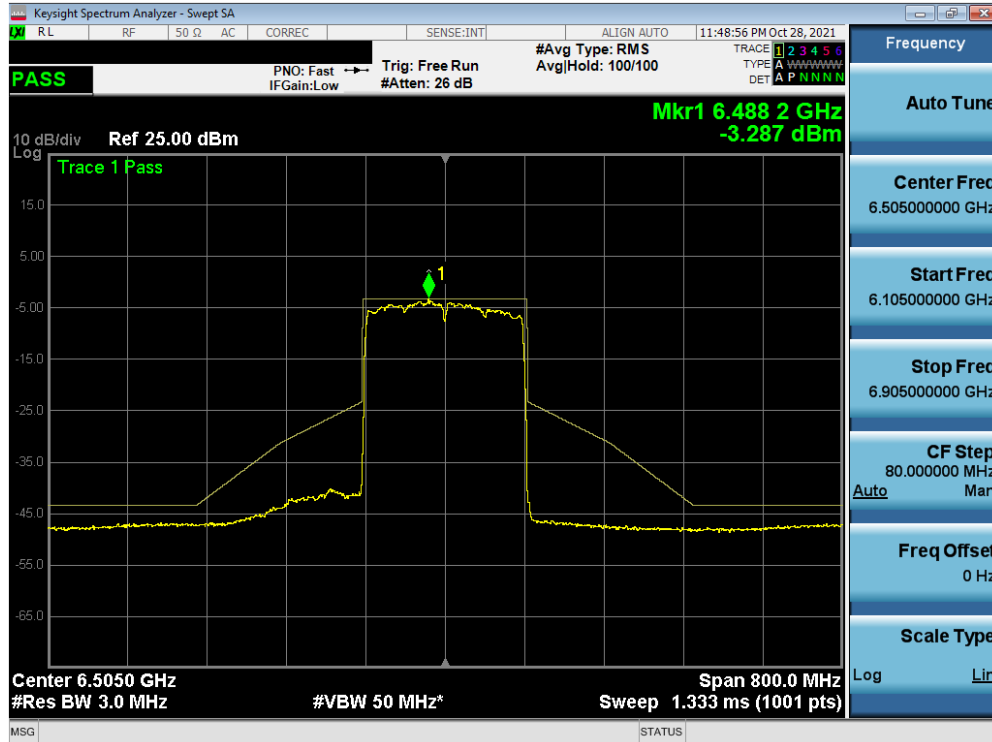 Keysight Spectrum Analyzer - Swept SA
LXI RL RF 50 Ω AC CORREC SENSE:INT ALIGN AUTO 11:48:56 PM Oct 28, 2021
PASS
PNO: Fast
IFGain:Low
Trig: Free Run
#Atten: 26 dB
#Avg Type: RMS
Avg|Hold: 100/100
TRACE 1 2 3 4 5 6
TYPE A WWWWW
DET A P N N N N
Mkr1 6.488 2 GHz
-3.287 dBm
10 dB/div Ref 25.00 dBm
Log
Trace 1 Pass
1
15.0
5.00
-5.00
-15.0
-25.0
-35.0
-45.0
-55.0
-65.0
Center 6.5050 GHz Span 800.0 MHz
#Res BW 3.0 MHz #VBW 50 MHz* Sweep 1.333 ms (1001 pts)
MSG STATUS
Frequency
Auto Tune
Center Freq
6.505000000 GHz
Start Freq
6.105000000 GHz
Stop Freq
6.905000000 GHz
CF Step
80.000000 MHz
Auto Man
Freq Offset
0 Hz
Scale Type
Log Lin